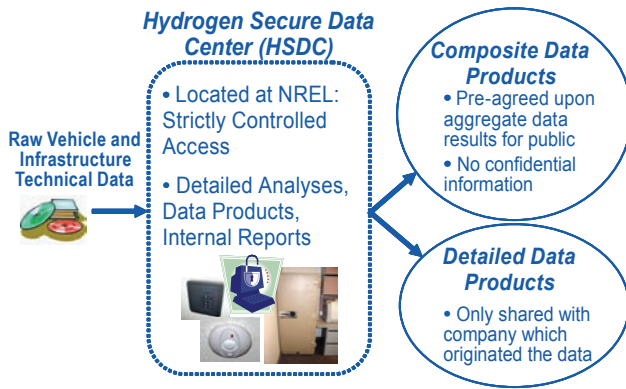 Hydrogen Secure Data
Center (HSDC)
Raw Vehicle and
Infrastructure
Technical Data
• Located at NREL:
Strictly Controlled
Access
• Detailed Analyses,
Data Products,
Internal Reports
Composite Data
Products
• Pre-agreed upon
aggregate data
results for public
• No confidential
information
Detailed Data
Products
• Only shared with
company which
originated the data